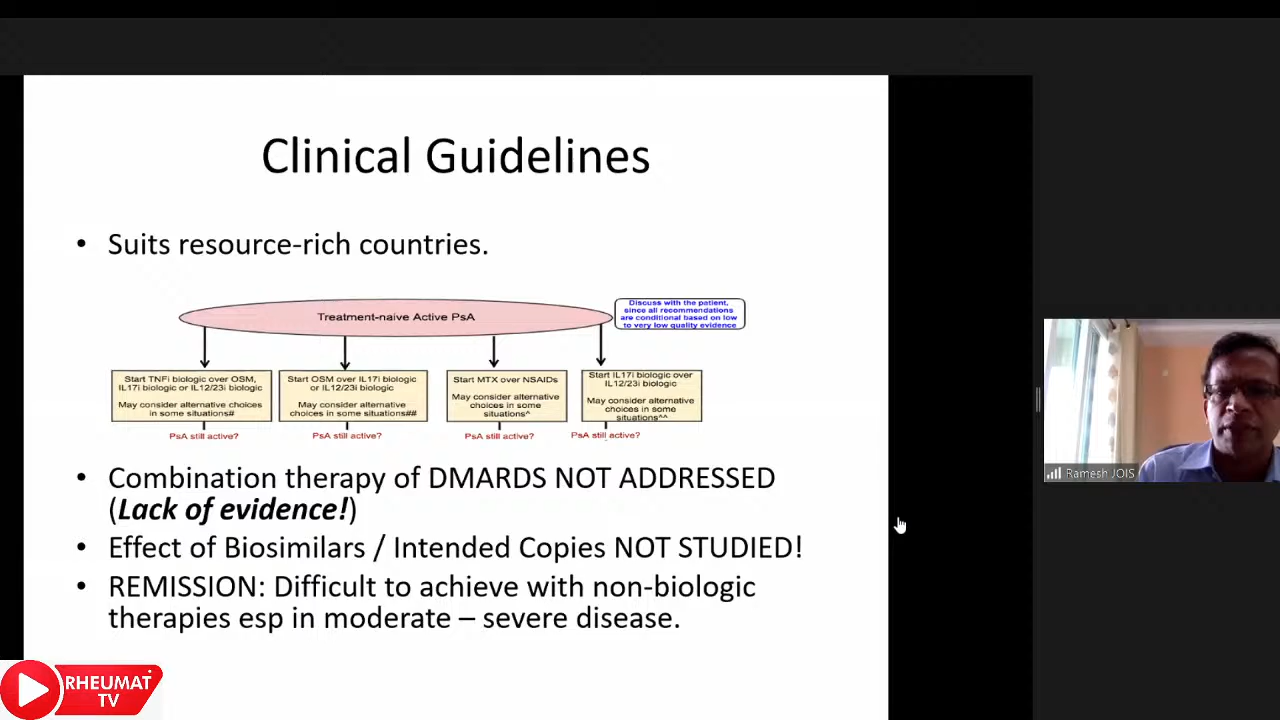 Clinical Guidelines
• Suits resource-rich countries.
Treatment-naive Active PsA
Discuss with the patient,
since all recommendations
are conditional based on low
to very low quality evidence
Start TNFi biologic over OSM,
IL17i biologic or IL12/23i biologic
May consider alternative choices
in some situations#
PsA still active?
Start OSM over IL17i biologic
or IL12/23i biologic
May consider alternative
choices in some situations##
PsA still active?
Start MTX over NSAIDs
May consider alternative
choices in some
situations^
PsA still active?
Start IL17i biologic over
IL12/23i biologic
May consider alternative
choices in some
situations^^
PsA still active?
• Combination therapy of DMARDS NOT ADDRESSED
(Lack of evidence!)
• Effect of Biosimilars / Intended Copies NOT STUDIED!
• REMISSION: Difficult to achieve with non-biologic
therapies esp in moderate – severe disease.
Ramesh JOIS
RHEUMAT
TV